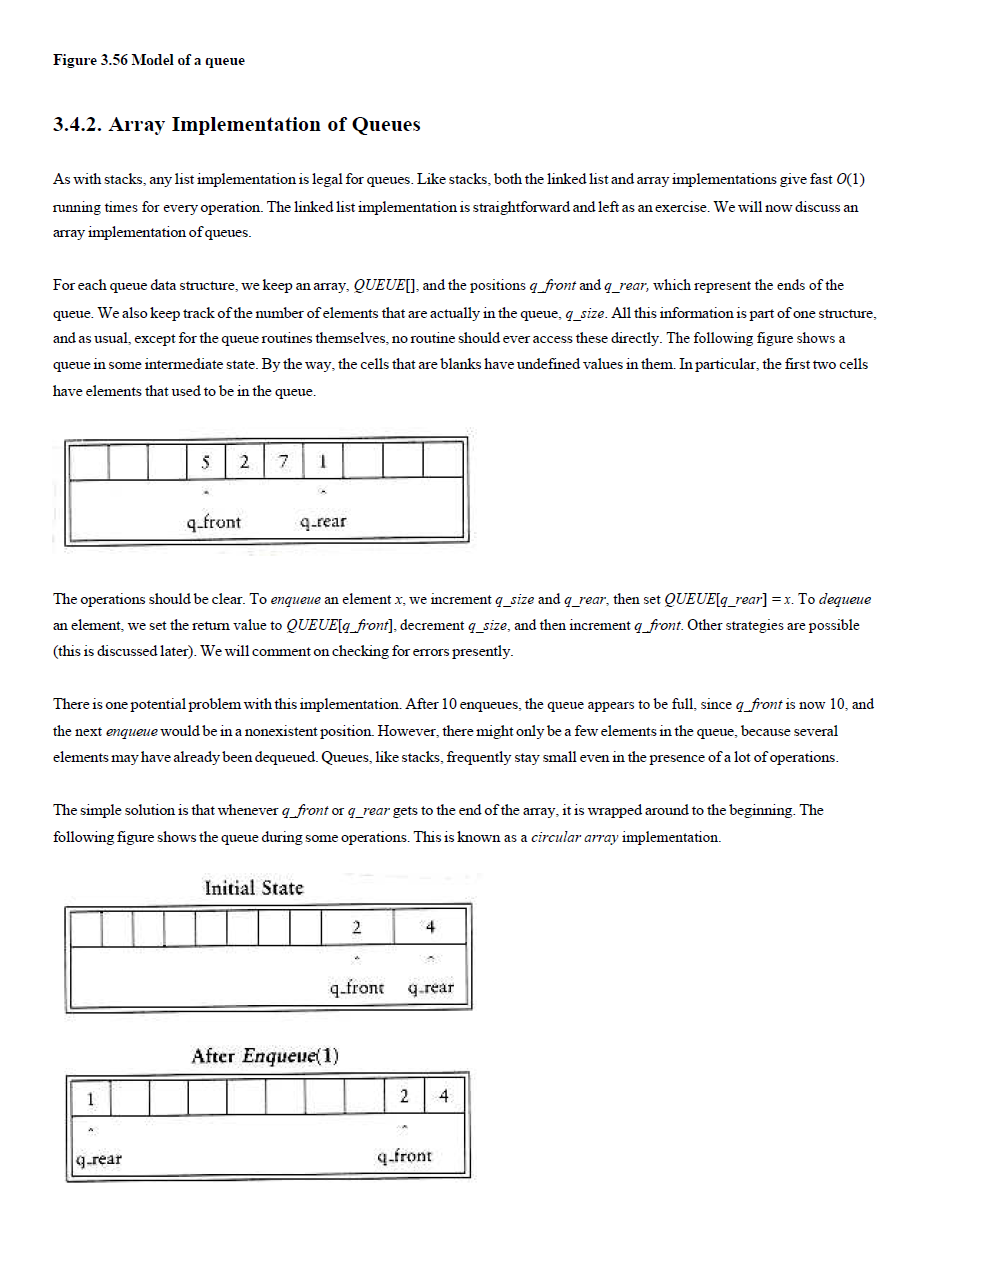 Figure 3.56 Model of a queue
3.4.2. Array Implementation of Queues
As with stacks, any list implementation is legal for queues. Like stacks, both the linked list and array implementations give fast O(1)
running times for every operation. The linked list implementation is straightforward and left as an exercise. We will now discuss an
array implementation of queues.
For each queue data structure, we keep an array, QUEUE[], and the positions q_front and q_rear, which represent the ends of the
queue. We also keep track of the number of elements that are actually in the queue, q_size. All this information is part of one structure,
and as usual, except for the queue routines themselves, no routine should ever access these directly. The following figure shows a
queue in some intermediate state. By the way, the cells that are blanks have undefined values in them. In particular, the first two cells
have elements that used to be in the queue.
5 2 7 1
^ ^
q_front q_rear
The operations should be clear. To enqueue an element x, we increment q_size and q_rear, then set QUEUE[q_rear] = x. To dequeue
an element, we set the return value to QUEUE[q_front], decrement q_size, and then increment q_front. Other strategies are possible
(this is discussed later). We will comment on checking for errors presently.
There is one potential problem with this implementation. After 10 enqueues, the queue appears to be full, since q_front is now 10, and
the next enqueue would be in a nonexistent position. However, there might only be a few elements in the queue, because several
elements may have already been dequeued. Queues, like stacks, frequently stay small even in the presence of a lot of operations.
The simple solution is that whenever q_front or q_rear gets to the end of the array, it is wrapped around to the beginning. The
following figure shows the queue during some operations. This is known as a circular array implementation.
Initial State
2 4
^ ^
q_front q_rear
After Enqueue(1)
1 2 4
^ ^
q_rear q_front